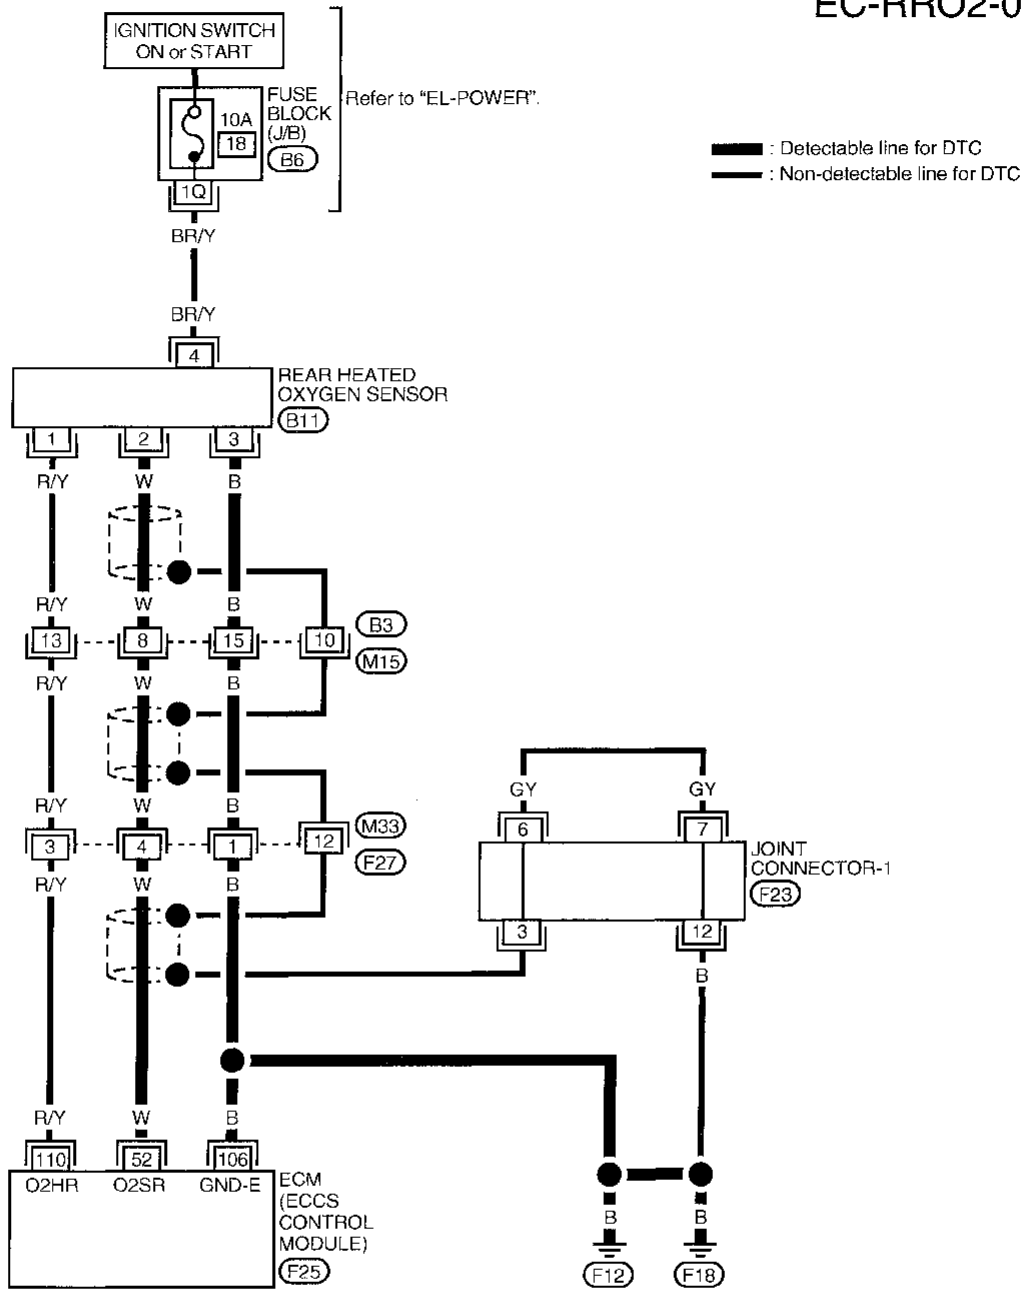 EC-RRO2-0
IGNITION SWITCH
ON or START
FUSE
BLOCK
(J/B)
B6
10A
18
1Q
Refer to "EL-POWER".
: Detectable line for DTC
: Non-detectable line for DTC
BR/Y
BR/Y
4
REAR HEATED
OXYGEN SENSOR
B11
1 2 3
R/Y W B
R/Y W B
13 8 15 10
B3
M15
R/Y W B
R/Y W B
3 4 1 12
M33
F27
R/Y W B
GY GY
6 7
JOINT
CONNECTOR-1
F23
3 12
B
R/Y W B
110 52 106
O2HR O2SR GND-E
ECM
(ECCS
CONTROL
MODULE)
F25
B B
F12 F18